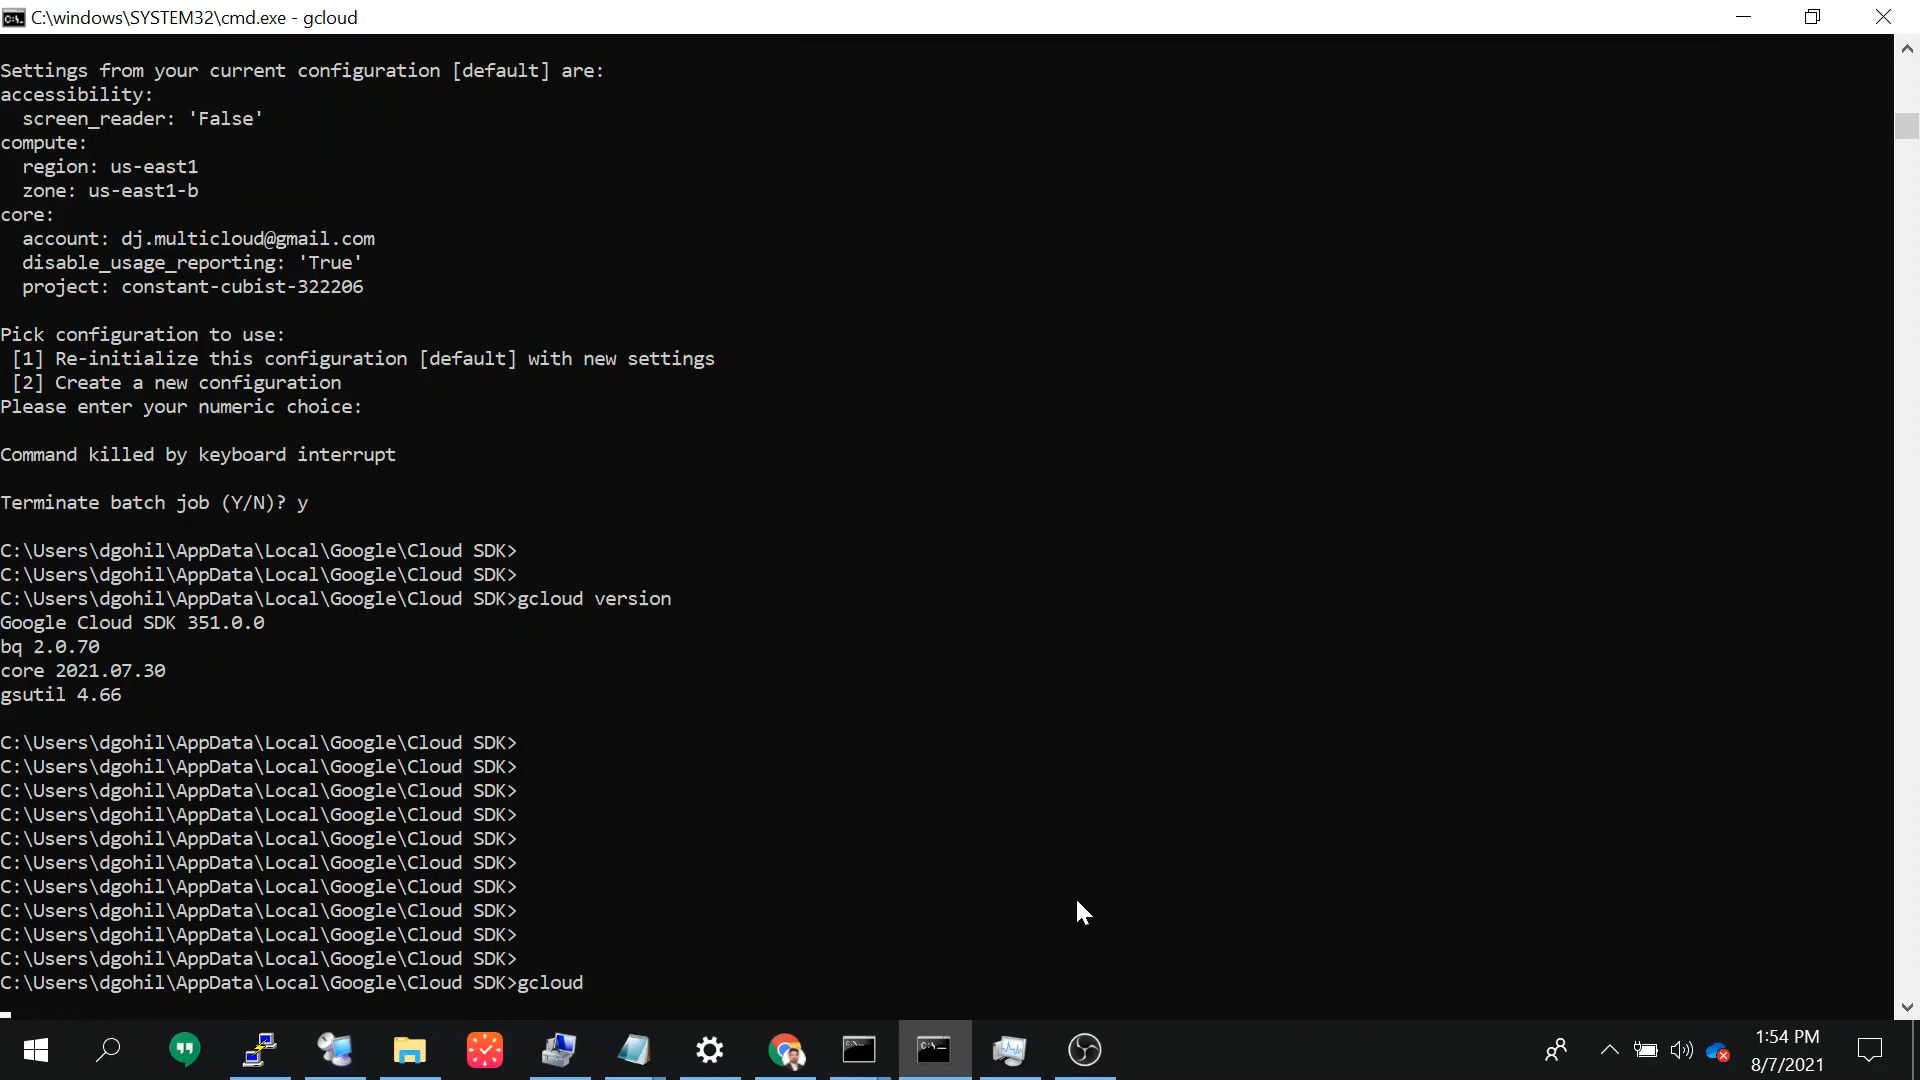 C:\windows\SYSTEM32\cmd.exe - gcloud
Settings from your current configuration [default] are:
accessibility:
  screen_reader: 'False'
compute:
  region: us-east1
  zone: us-east1-b
core:
  account: dj.multicloud@gmail.com
  disable_usage_reporting: 'True'
  project: constant-cubist-322206
Pick configuration to use:
 [1] Re-initialize this configuration [default] with new settings
 [2] Create a new configuration
Please enter your numeric choice:
Command killed by keyboard interrupt
Terminate batch job (Y/N)? y
C:\Users\dgohil\AppData\Local\Google\Cloud SDK>
C:\Users\dgohil\AppData\Local\Google\Cloud SDK>
C:\Users\dgohil\AppData\Local\Google\Cloud SDK>gcloud version
Google Cloud SDK 351.0.0
bq 2.0.70
core 2021.07.30
gsutil 4.66
C:\Users\dgohil\AppData\Local\Google\Cloud SDK>
C:\Users\dgohil\AppData\Local\Google\Cloud SDK>
C:\Users\dgohil\AppData\Local\Google\Cloud SDK>
C:\Users\dgohil\AppData\Local\Google\Cloud SDK>
C:\Users\dgohil\AppData\Local\Google\Cloud SDK>
C:\Users\dgohil\AppData\Local\Google\Cloud SDK>
C:\Users\dgohil\AppData\Local\Google\Cloud SDK>
C:\Users\dgohil\AppData\Local\Google\Cloud SDK>
C:\Users\dgohil\AppData\Local\Google\Cloud SDK>
C:\Users\dgohil\AppData\Local\Google\Cloud SDK>
C:\Users\dgohil\AppData\Local\Google\Cloud SDK>gcloud
1:54 PM
8/7/2021